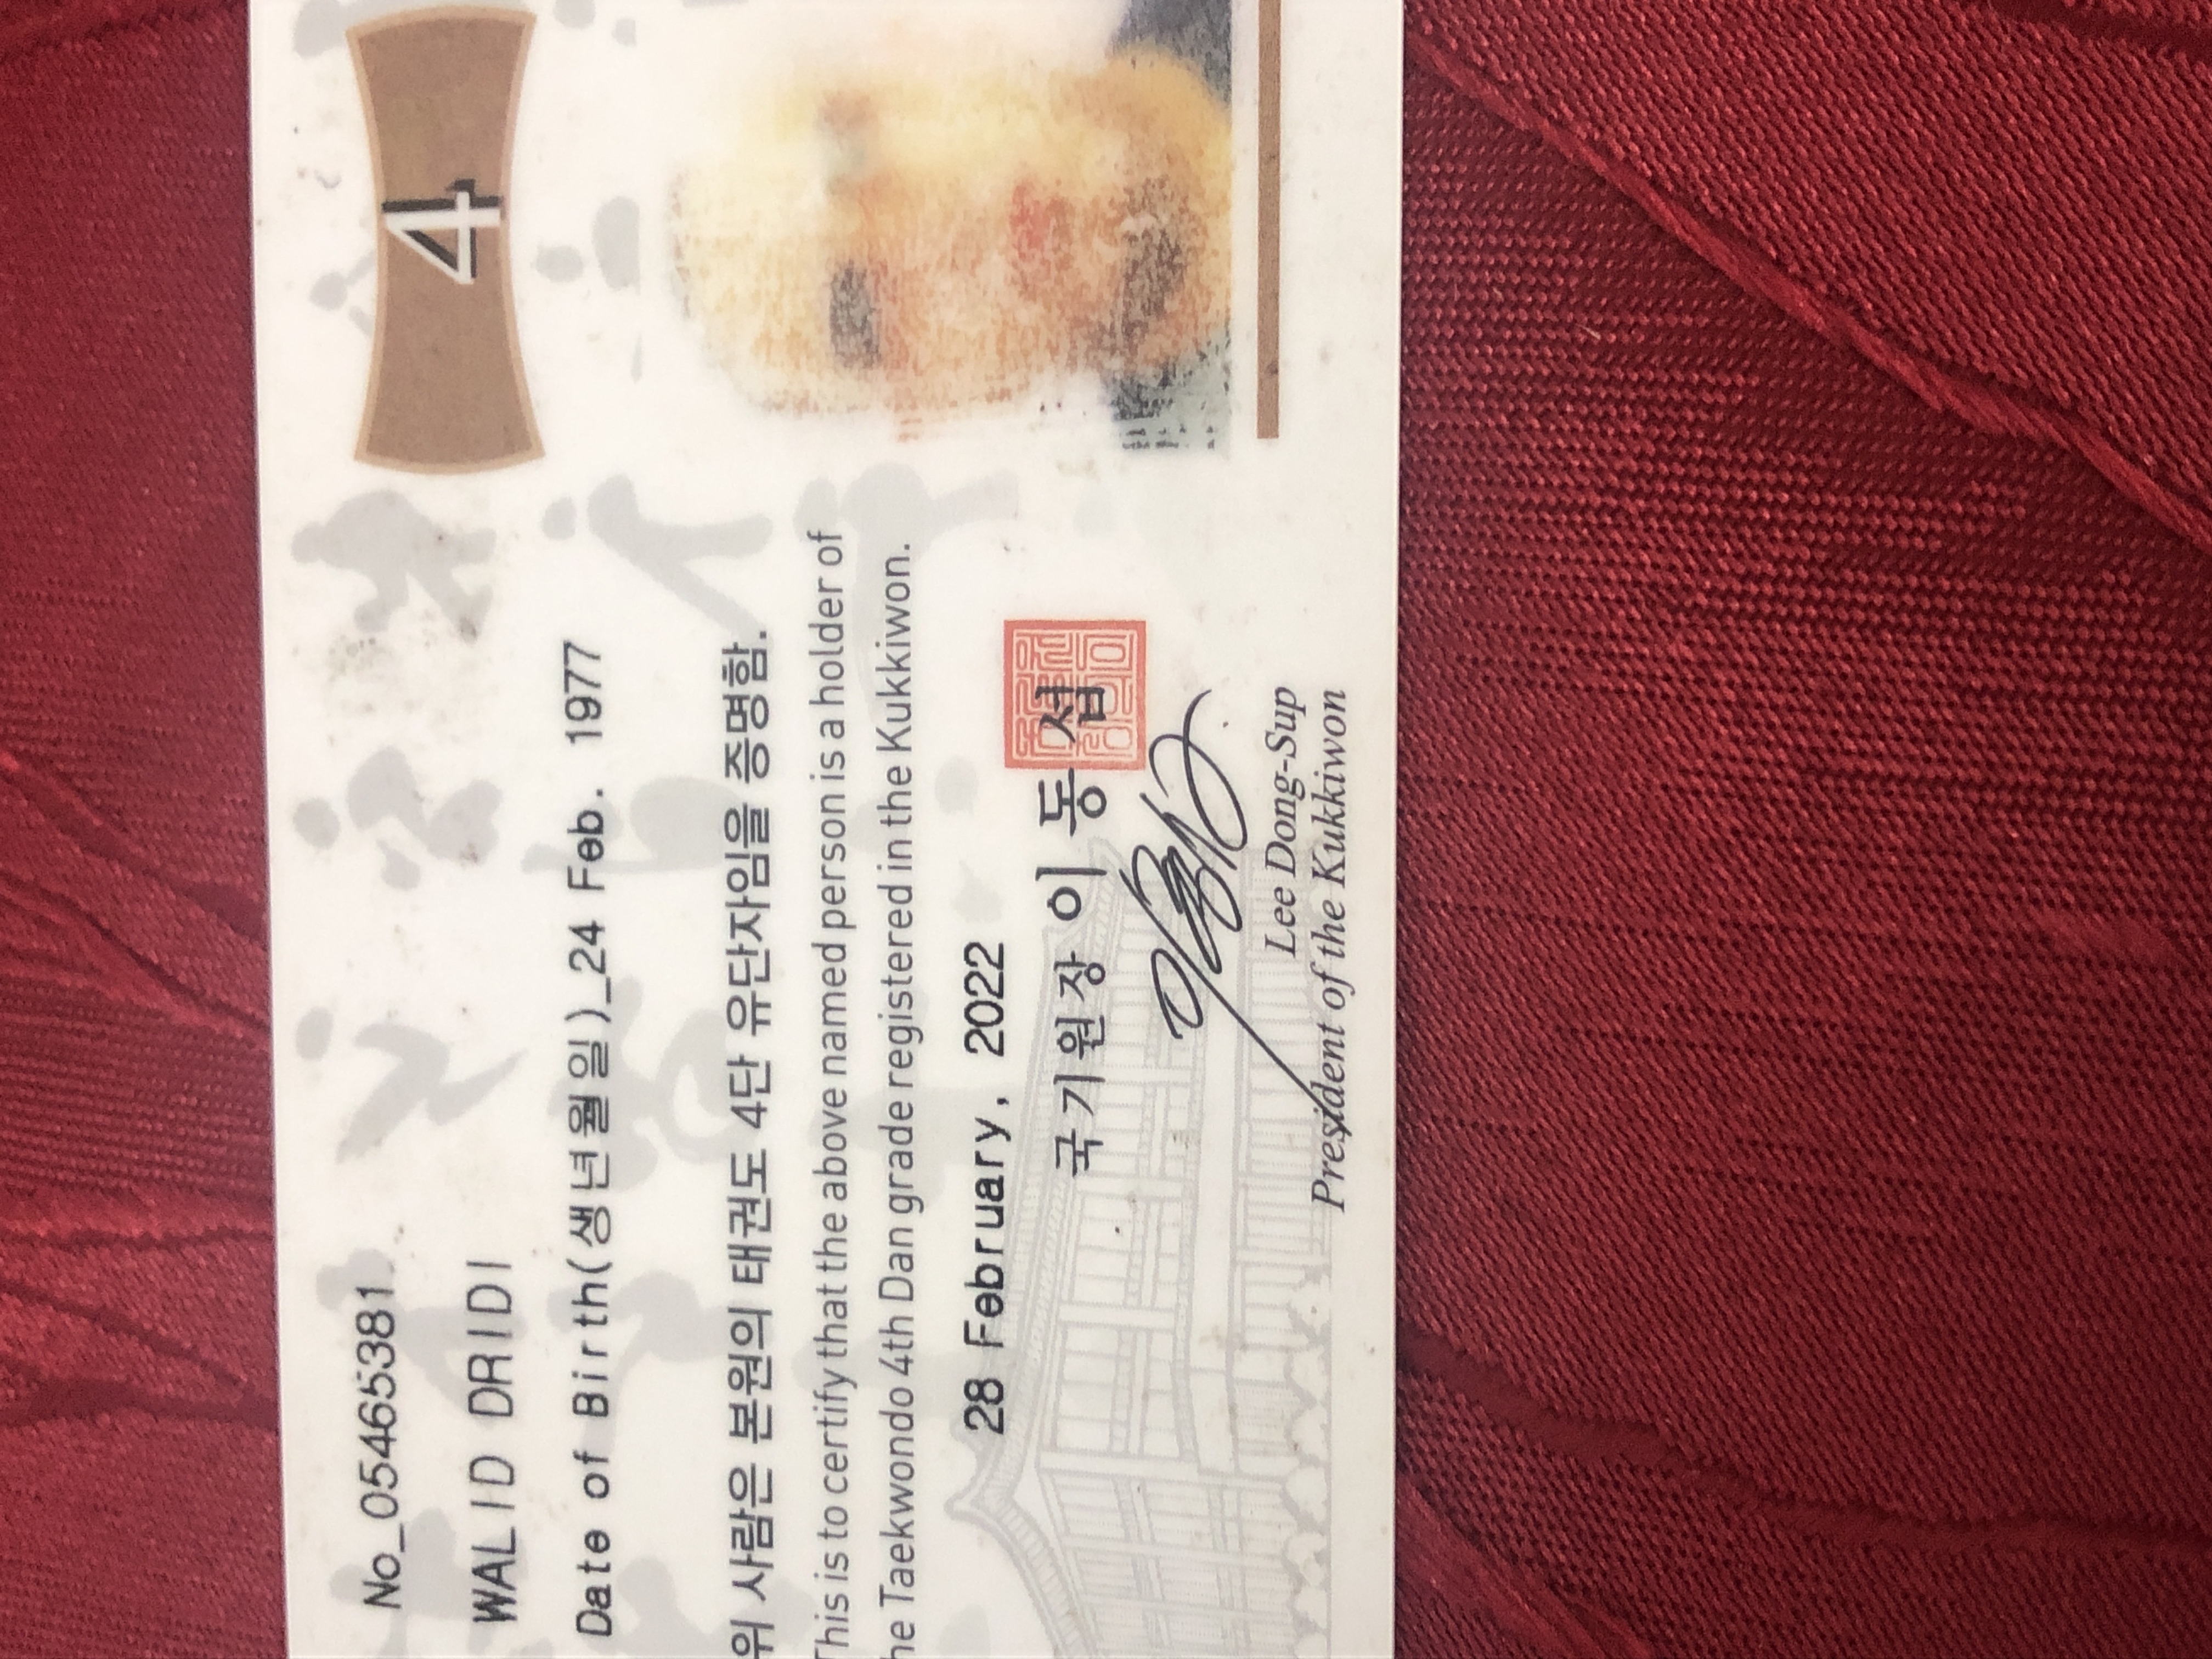 4
No_05465381
WALID DRIDI
Date of Birth(생년월일)_24 Feb. 1977
위 사람은 본원의 태권도 4단 유단자임을 증명함.
This is to certify that the above named person is a holder of
he Taekwondo 4th Dan grade registered in the Kukkiwon.
28 February, 2022
국기원장 이 동 섭
Lee Dong-Sup
President of the Kukkiwon